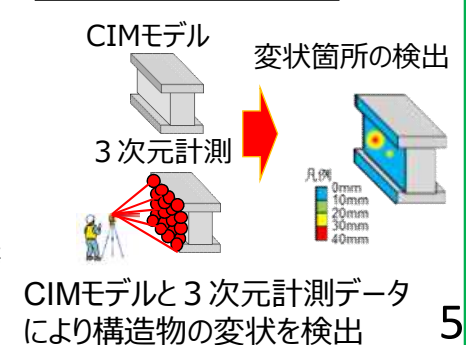 CIMモデル
変状箇所の検出
３次元計測
凡例
0mm
10mm
20mm
30mm
40mm
CIMモデルと３次元計測データ
により構造物の変状を検出
5